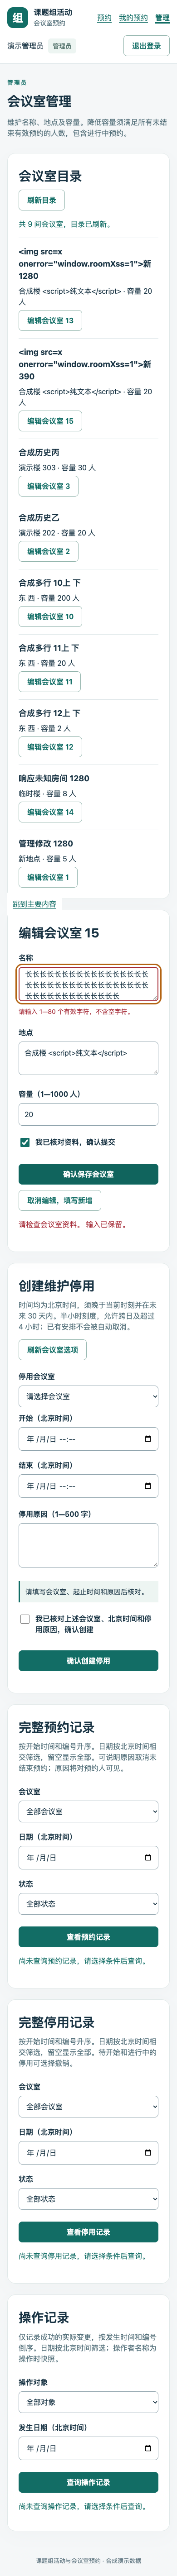 组
课题组活动
会议室预约
预约
我的预约
管理
演示管理员
管理员
退出登录
管理员
会议室管理
管理会议室名称、地点及容量。降低容量须满足所有未结
束有效预约的人数，包含进行中预约。
会议室目录
刷新目录
共 9 间会议室，目录已刷新。
<img src=x
onerror="window.roomXss=1">新
1280
合成楼 <script>纯文本</script> · 容量 20
人
编辑会议室 13
<img src=x
onerror="window.roomXss=1">新
390
合成楼 <script>纯文本</script> · 容量 20
人
编辑会议室 15
合成历史丙
演示楼 303 · 容量 30 人
编辑会议室 3
合成历史乙
演示楼 202 · 容量 20 人
编辑会议室 2
合成多行 10上 下
东 西 · 容量 200 人
编辑会议室 10
合成多行 11上 下
东 西 · 容量 20 人
编辑会议室 11
合成多行 12上 下
东 西 · 容量 2 人
编辑会议室 12
响应未知房间 1280
临时楼 · 容量 8 人
编辑会议室 14
管理修改 1280
新地点 · 容量 5 人
编辑会议室 1
跳到主要内容
编辑会议室 15
名称
长长长长长长长长长长长长长长长长长
长长长长长长长长长长长长长长长长长
长长长长长长长长长长长长长
请输入 1—80 个有效字符，不含空字符。
地点
合成楼 <script>纯文本</script>
容量（1—1000 人）
20
我已核对资料，确认提交
确认保存会议室
取消编辑，填写新增
请检查会议室资料。 输入已保留。
创建维护停用
时间均为北京时间，须晚于当前时刻并在未
来 30 天内。半小时刻度，允许跨日及超过
4 小时；已有安排不会被自动取消。
刷新会议室选项
停用会议室
请选择会议室
开始（北京时间）
年 /月/日 --:--
结束（北京时间）
年 /月/日 --:--
停用原因（1—500 字）
请填写会议室、起止时间和原因后核对。
我已核对上述会议室、北京时间和停
用原因，确认创建
确认创建停用
完整预约记录
按开始时间和编号升序。日期按北京时间相
交筛选，留空显示全部。可说明原因取消未
结束预约；原因将对预约人可见。
会议室
全部会议室
日期（北京时间）
年 /月/日
状态
全部状态
查看预约记录
尚未查询预约记录，请选择条件后查询。
完整停用记录
按开始时间和编号升序。日期按北京时间相
交筛选，留空显示全部。待开始和进行中的
停用可选择撤销。
会议室
全部会议室
日期（北京时间）
年 /月/日
状态
全部状态
查看停用记录
尚未查询停用记录，请选择条件后查询。
操作记录
仅记录成功的实际变更，按发生时间和编号
倒序。日期按北京时间筛选；操作者名称为
操作时快照。
操作对象
全部对象
发生日期（北京时间）
年 /月/日
查询操作记录
尚未查询操作记录，请选择条件后查询。
课题组活动与会议室预约 · 合成演示数据